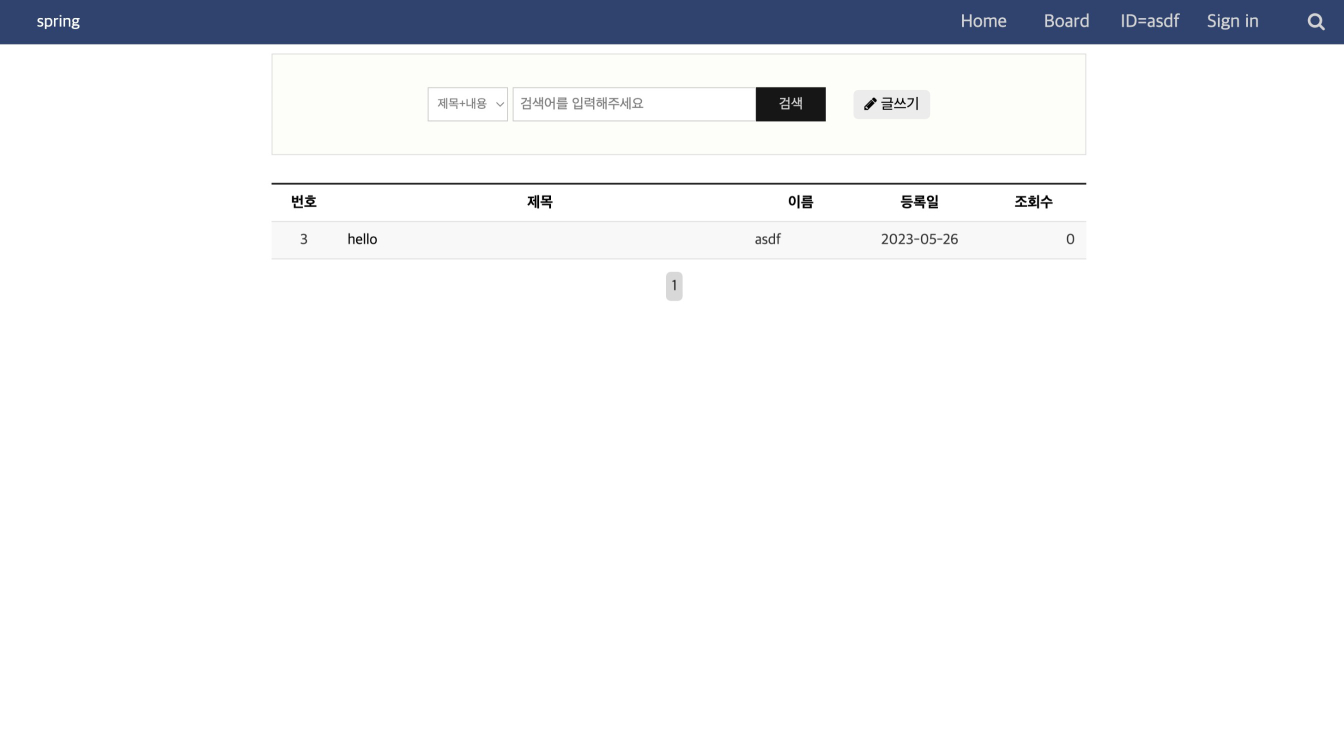 spring Home Board ID=asdf Sign in
제목+내용 검색어를 입력해주세요 검색 글쓰기
번호 제목 이름 등록일 조회수
3 hello asdf 2023-05-26 0
1